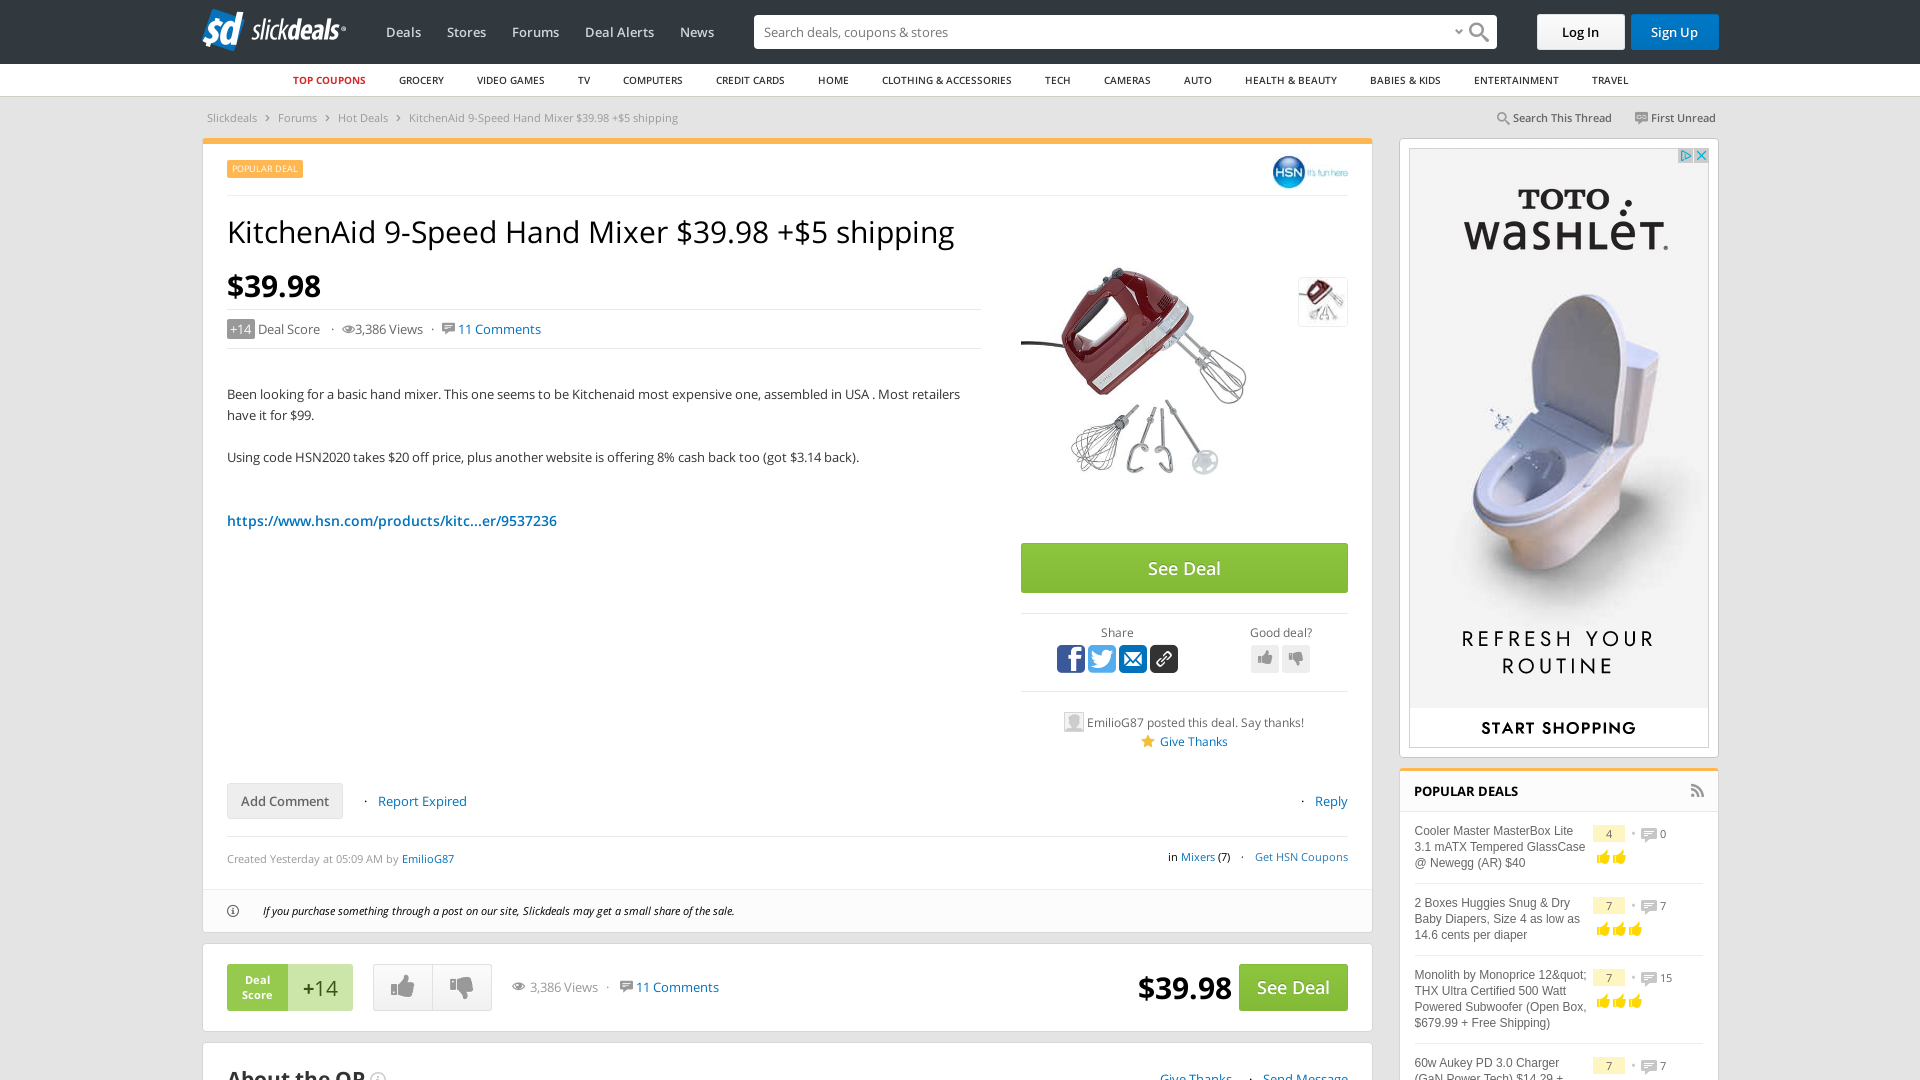 slickdeals
Deals
Stores
Forums
Deal Alerts
News
Search deals, coupons & stores
Log In
Sign Up
TOP COUPONS
GROCERY
VIDEO GAMES
TV
COMPUTERS
CREDIT CARDS
HOME
CLOTHING & ACCESSORIES
TECH
CAMERAS
AUTO
HEALTH & BEAUTY
BABIES & KIDS
ENTERTAINMENT
TRAVEL
Slickdeals › Forums › Hot Deals › KitchenAid 9-Speed Hand Mixer $39.98 +$5 shipping
Search This Thread
First Unread
POPULAR DEAL
HSN it's fun here
KitchenAid 9-Speed Hand Mixer $39.98 +$5 shipping
$39.98
+14 Deal Score · 3,386 Views · 11 Comments
Been looking for a basic hand mixer. This one seems to be Kitchenaid most expensive one, assembled in USA . Most retailers
have it for $99.
Using code HSN2020 takes $20 off price, plus another website is offering 8% cash back too (got $3.14 back).
https://www.hsn.com/products/kitc...er/9537236
See Deal
Share
Good deal?
EmilioG87 posted this deal. Say thanks!
Give Thanks
Add Comment
· Report Expired
· Reply
Created Yesterday at 05:09 AM by EmilioG87
in Mixers (7) · Get HSN Coupons
If you purchase something through a post on our site, Slickdeals may get a small share of the sale.
Deal
Score
+14
3,386 Views · 11 Comments
$39.98
See Deal
About the OP
Give Thanks · Send Message
TOTO
WASHLET
REFRESH YOUR
ROUTINE
START SHOPPING
POPULAR DEALS
Cooler Master MasterBox Lite
3.1 mATX Tempered GlassCase
@ Newegg (AR) $40
4 • 0
2 Boxes Huggies Snug & Dry
Baby Diapers, Size 4 as low as
14.6 cents per diaper
7 • 7
Monolith by Monoprice 12&quot;
THX Ultra Certified 500 Watt
Powered Subwoofer (Open Box,
$679.99 + Free Shipping)
7 • 15
60w Aukey PD 3.0 Charger
(GaN Power Tech) $14.29 +
7 • 7